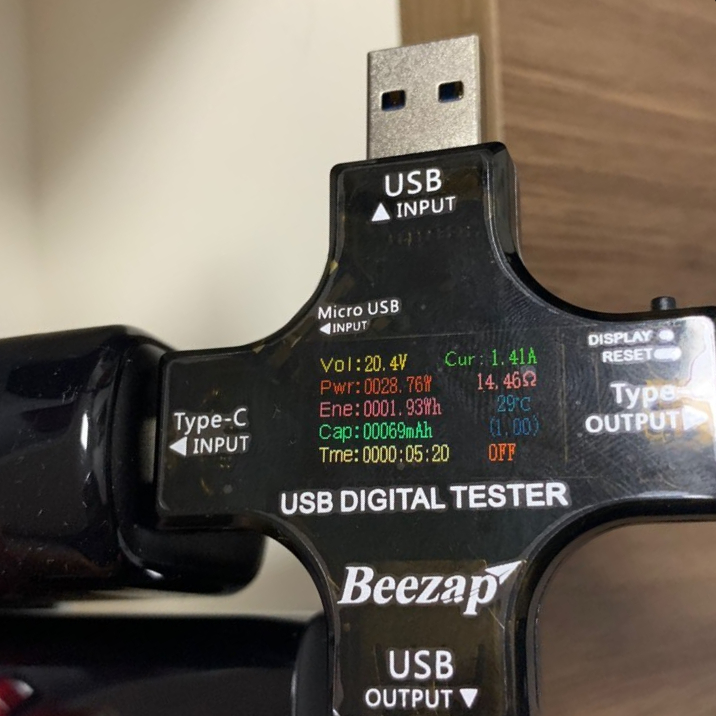 USB
▲ INPUT
Micro USB
◀INPUT
DISPLAY
RESET
Vol:20.4V Cur: 1.41A
Pwr:0028.76W 14.46Ω
Ene:0001.93Wh 29℃
Cap:00069mAh (1.00)
Tme:0000:05:20 OFF
Type-C
◀ INPUT
Type-
OUTPUT▶
USB DIGITAL TESTER
Beezap
USB
OUTPUT▼